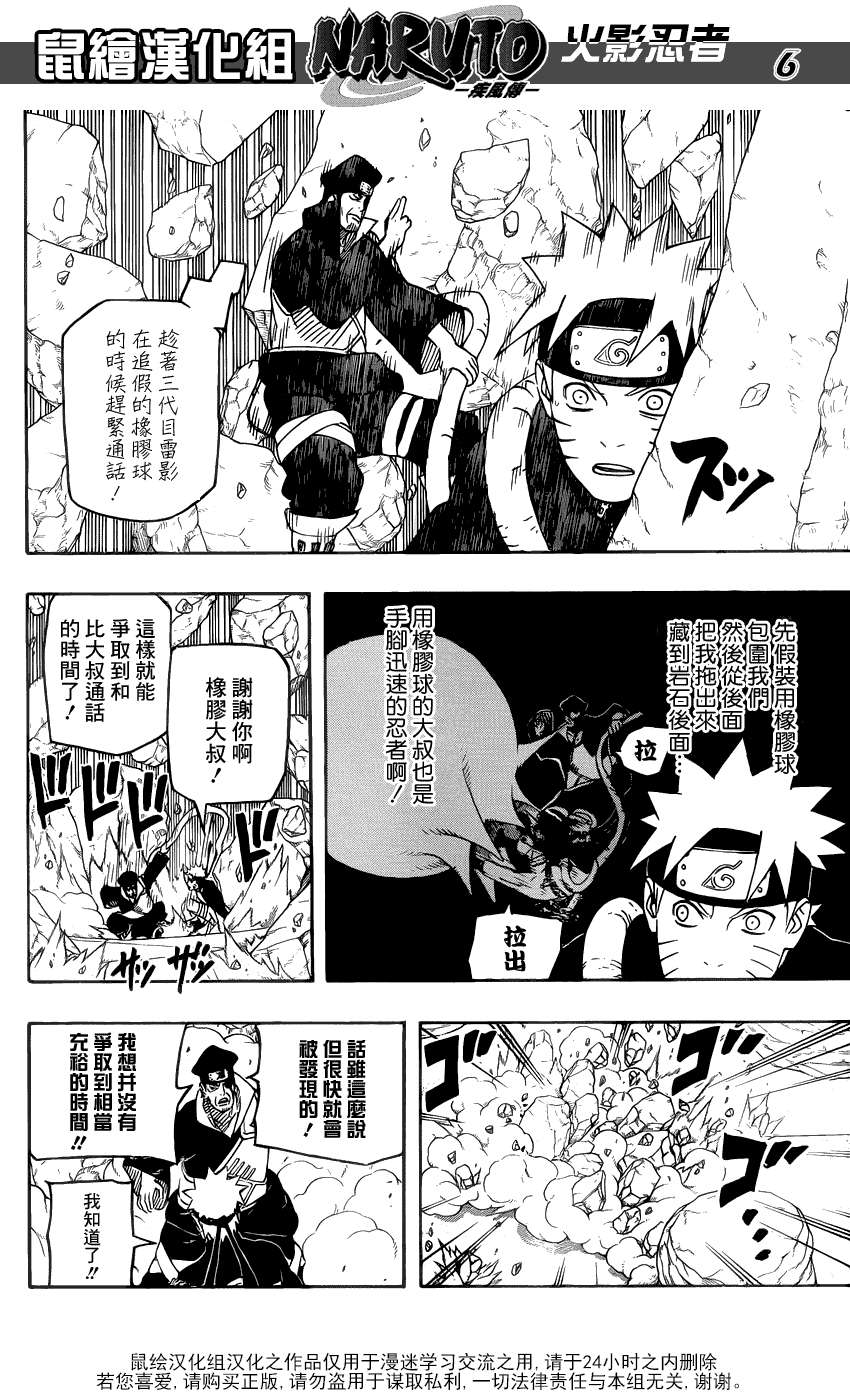 鼠繪漢化組
NARUTO
－疾風傳－
火影忍者
6
趁著三代目雷影
在追假的橡膠球
的時候趕緊通話！
ズッ
先假裝用橡膠球
包圍我們
然後從後面
把我拖出來
藏到岩石後面…
拉
用橡膠球的大叔也是
手腳迅速的忍者啊！
拉出
謝謝你啊
橡膠大叔！
這樣就能
爭取到和
比大叔通話
的時間了！
ドドド
ザッ
ザッ
ゴ
ゴ
ゴ
話雖這麼說
但很快就會
被發現的！
我想并沒有
爭取到相當
充裕的時間！！
我知道了！！
鼠绘汉化组汉化之作品仅用于漫迷学习交流之用, 请于24小时之内删除
若您喜爱, 请购买正版, 请勿用于谋取私利, 一切法律责任与本组无关, 谢谢。